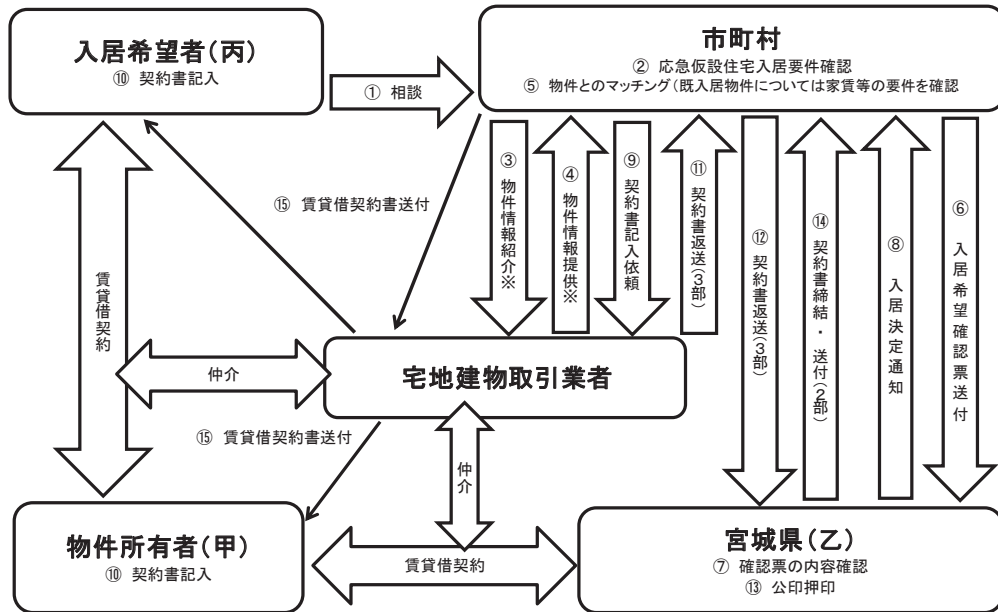 入居希望者(丙)
⑩ 契約書記入
① 相談
市町村
② 応急仮設住宅入居要件確認
⑤ 物件とのマッチング(既入居物件については家賃等の要件を確認
③ 物件情報紹介※
④ 物件情報提供※
⑨ 契約書記入依頼
⑪ 契約書返送(3部)
⑫ 契約書返送(3部)
⑭ 契約書締結・送付(2部)
⑧ 入居決定通知
⑥ 入居希望確認票送付
⑮ 賃貸借契約書送付
賃貸借契約
仲介
宅地建物取引業者
⑮ 賃貸借契約書送付
仲介
物件所有者(甲)
⑩ 契約書記入
賃貸借契約
宮城県(乙)
⑦ 確認票の内容確認
⑬ 公印押印